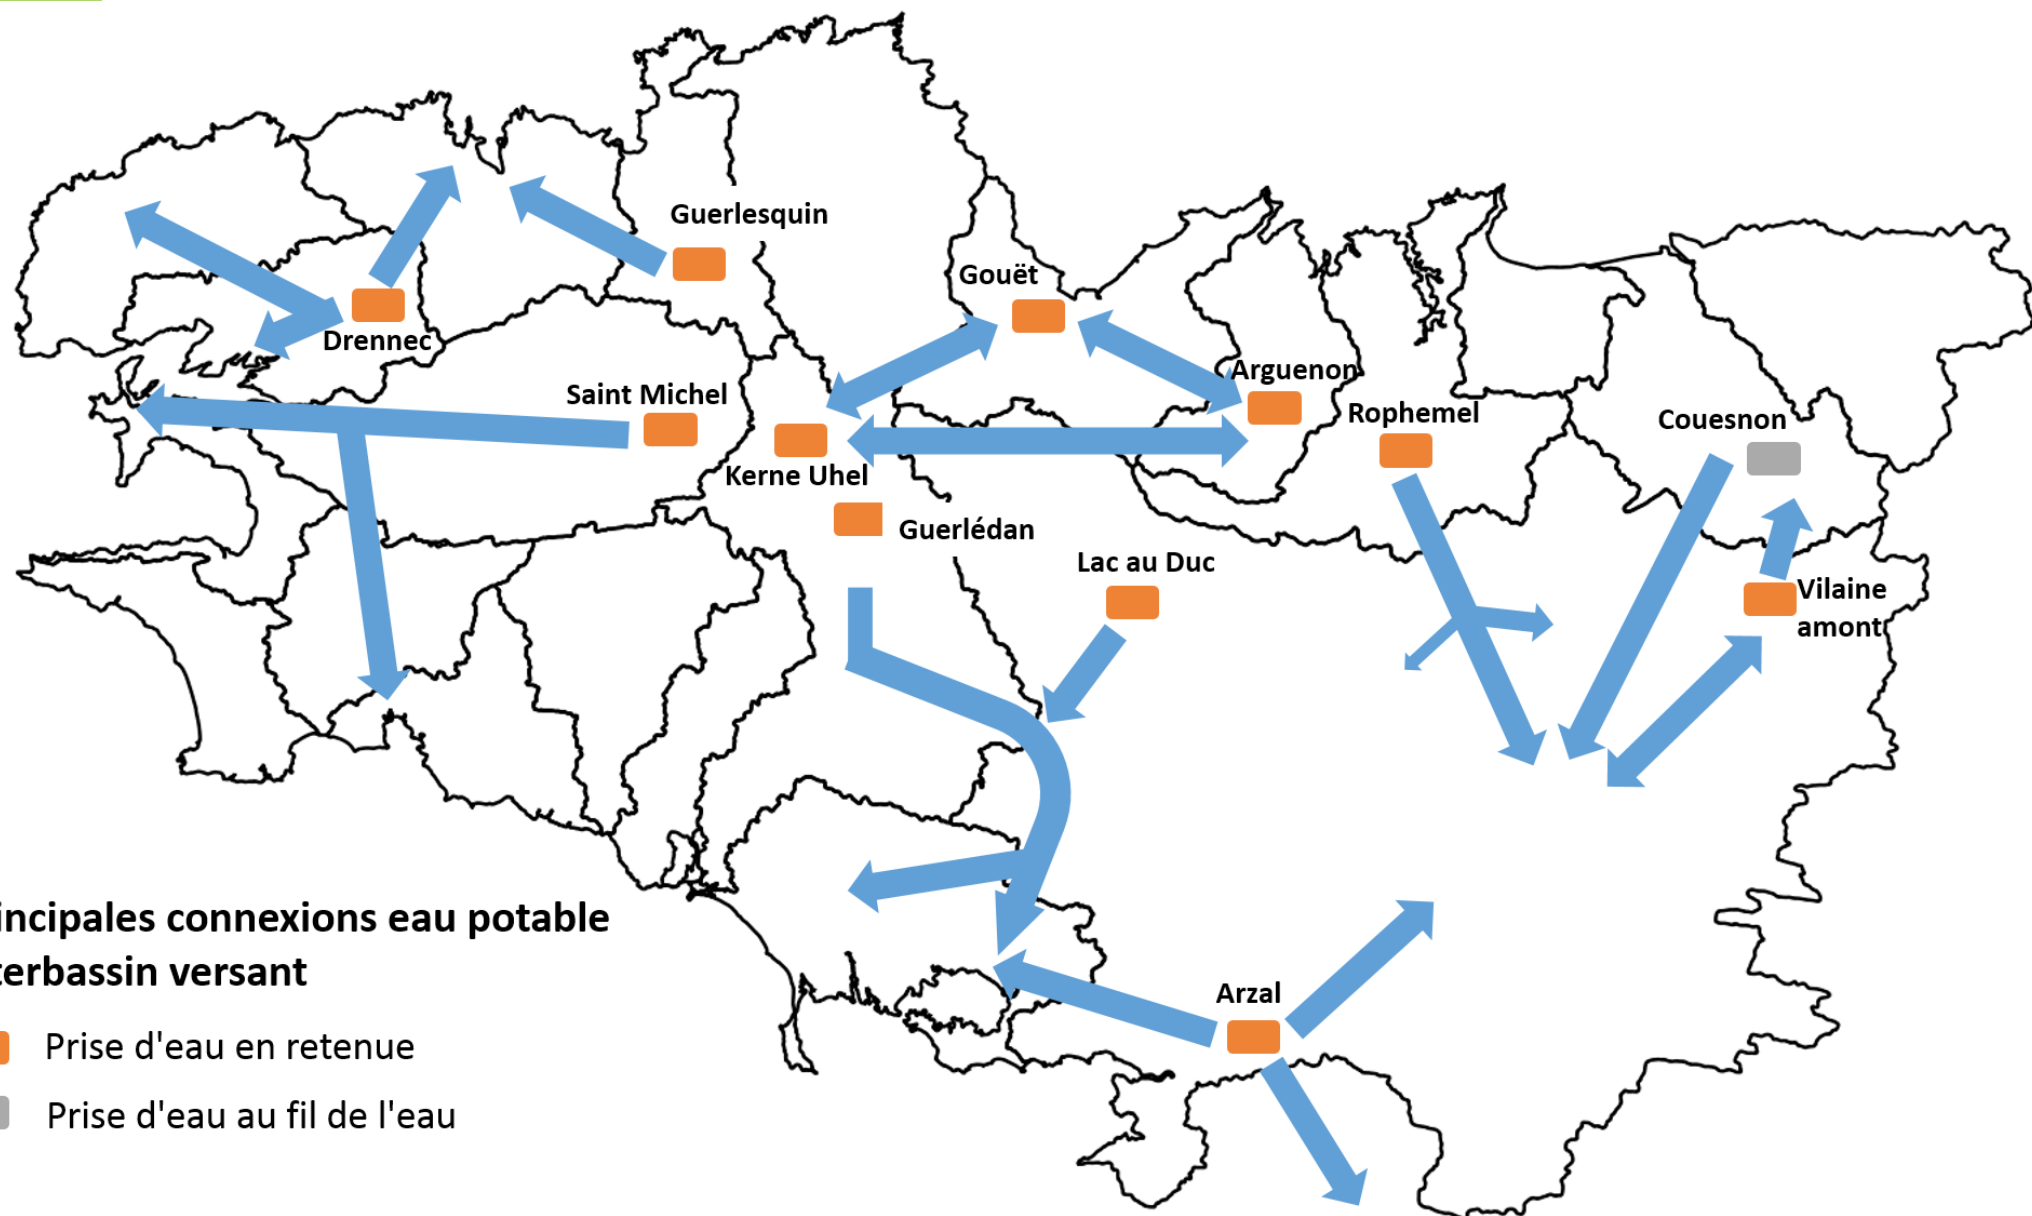 Guerlesquin
Gouët
Drennec
Arguenon
Saint Michel
Rophemel
Couesnon
Kerne Uhel
Guerlédan
Lac au Duc
Vilaine
amont
incipales connexions eau potable
terbassin versant
Arzal
Prise d'eau en retenue
Prise d'eau au fil de l'eau